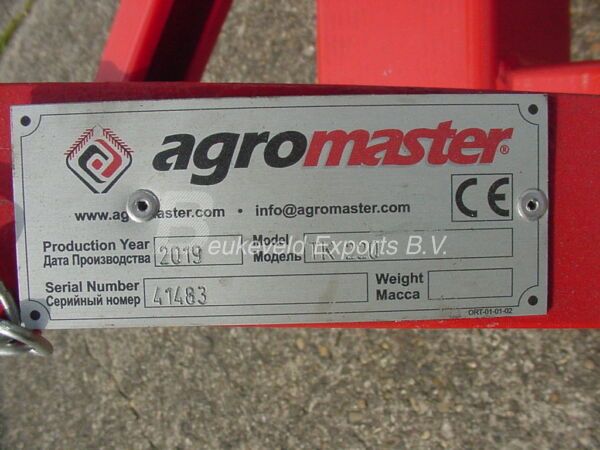 agromaster®
www.agromaster.com • info@agromaster.com
CE
Production Year 2019
Дата Производства
Model
Модель
Serial Number 41483
Серийный номер
Weight
Масса
ORT-01-01-02
Beukeveld Exports B.V.